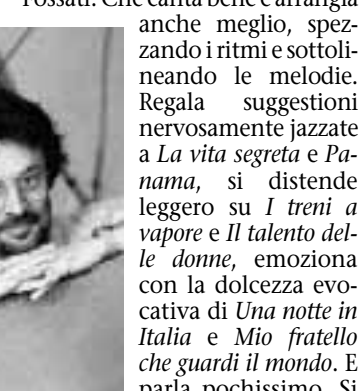 Fossati. Che canta bene e arrangia
anche meglio, spez-
zando i ritmi e sottoli-
neando le melodie.
Regala suggestioni
nervosamente jazzate
a La vita segreta e Pa-
nama, si distende
leggero su I treni a
vapore e Il talento del-
le donne, emoziona
con la dolcezza evo-
cativa di Una notte in
Italia e Mio fratello
che guardi il mondo. E
parla pochissimo. Si